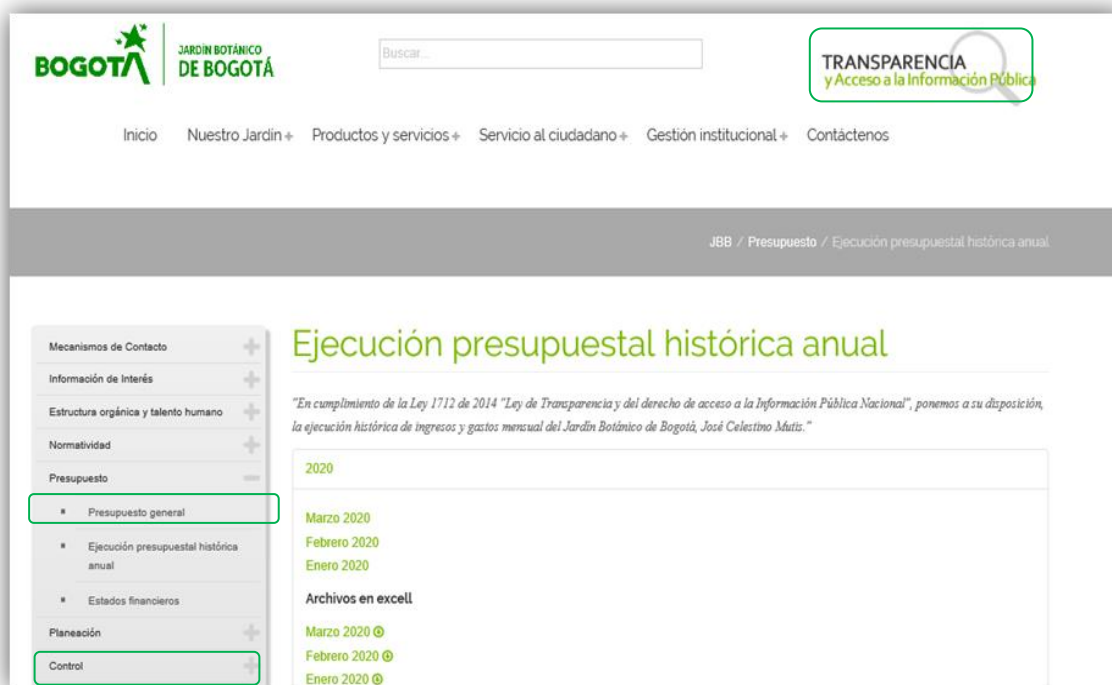 BOGOTÁ
JARDÍN BOTÁNICO
DE BOGOTÁ
Buscar...
TRANSPARENCIA
y Acceso a la Información Pública
Inicio Nuestro Jardín+ Productos y servicios+ Servicio al ciudadano+ Gestión institucional+ Contáctenos
JBB / Presupuesto / Ejecución presupuestal histórica anual
Mecanismos de Contacto
Información de Interés
Estructura orgánica y talento humano
Normatividad
Presupuesto
Presupuesto general
Ejecución presupuestal histórica
anual
Estados financieros
Planeación
Control
Ejecución presupuestal histórica anual
"En cumplimiento de la Ley 1712 de 2014 "Ley de Transparencia y del derecho de acceso a la Información Pública Nacional", ponemos a su disposición,
la ejecución histórica de ingresos y gastos mensual del Jardín Botánico de Bogotá, José Celestino Mutis."
2020
Marzo 2020
Febrero 2020
Enero 2020
Archivos en excell
Marzo 2020
Febrero 2020
Enero 2020